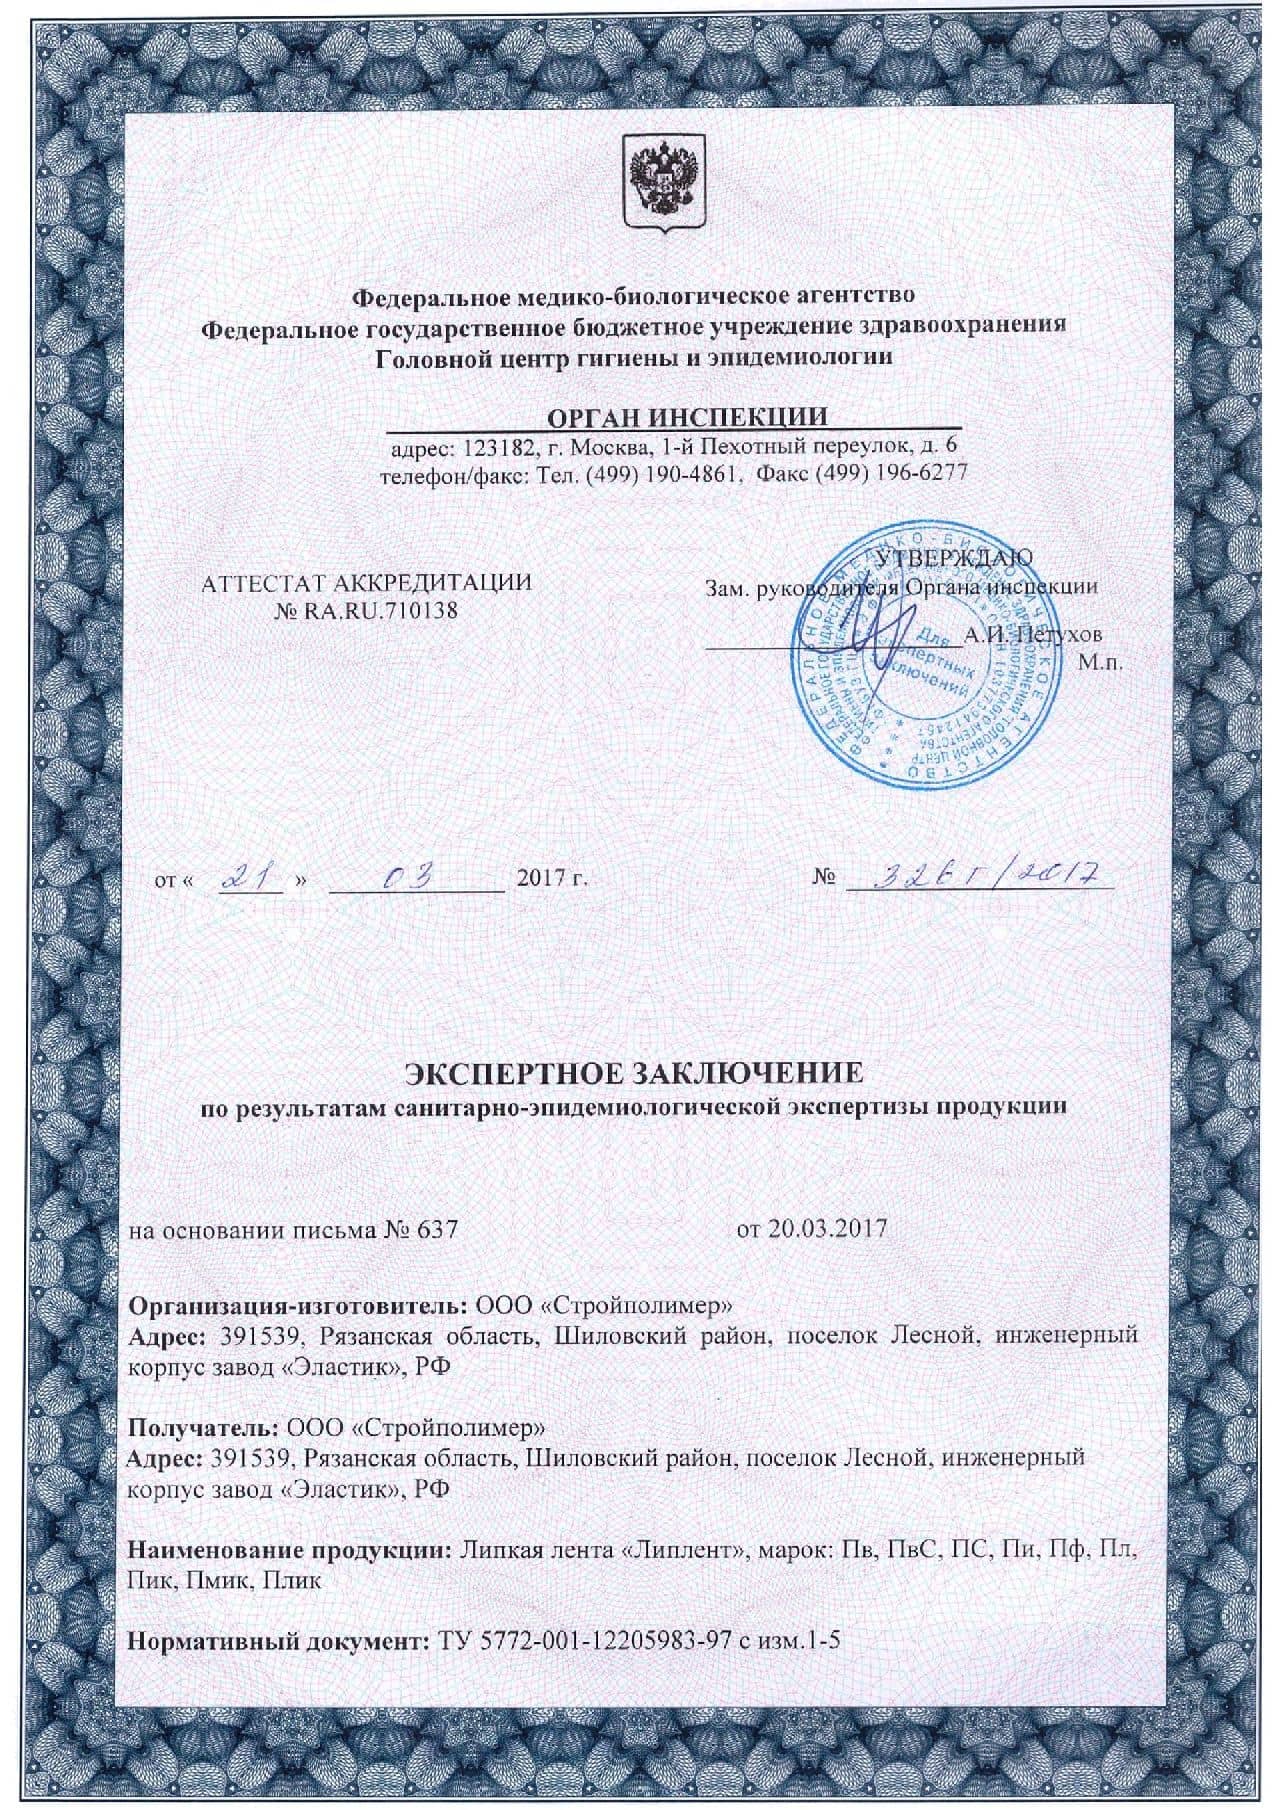 Федеральное медико-биологическое агентство
Федеральное государственное бюджетное учреждение здравоохранения
Головной центр гигиены и эпидемиологии
ОРГАН ИНСПЕКЦИИ
адрес: 123182, г. Москва, 1-й Пехотный переулок, д. 6
телефон/факс: Тел. (499) 190-4861, Факс (499) 196-6277
АТТЕСТАТ АККРЕДИТАЦИИ
№ RA.RU.710138
УТВЕРЖДАЮ
Зам. руководителя Органа инспекции
А.И. Петухов
М.п.
ФЕДЕРАЛЬНОЕ МЕДИКО-БИОЛОГИЧЕСКОЕ АГЕНТСТВО
Для
экспертных
заключений
от « 21 » 03 2017 г.
№ 326г/2017
ЭКСПЕРТНОЕ ЗАКЛЮЧЕНИЕ
по результатам санитарно-эпидемиологической экспертизы продукции
на основании письма № 637 от 20.03.2017
Организация-изготовитель: ООО «Стройполимер»
Адрес: 391539, Рязанская область, Шиловский район, поселок Лесной, инженерный
корпус завод «Эластик», РФ
Получатель: ООО «Стройполимер»
Адрес: 391539, Рязанская область, Шиловский район, поселок Лесной, инженерный
корпус завод «Эластик», РФ
Наименование продукции: Липкая лента «Липлент», марок: Пв, ПвС, ПС, Пи, Пф, Пл,
Пик, Пмик, Плик
Нормативный документ: ТУ 5772-001-12205983-97 с изм.1-5